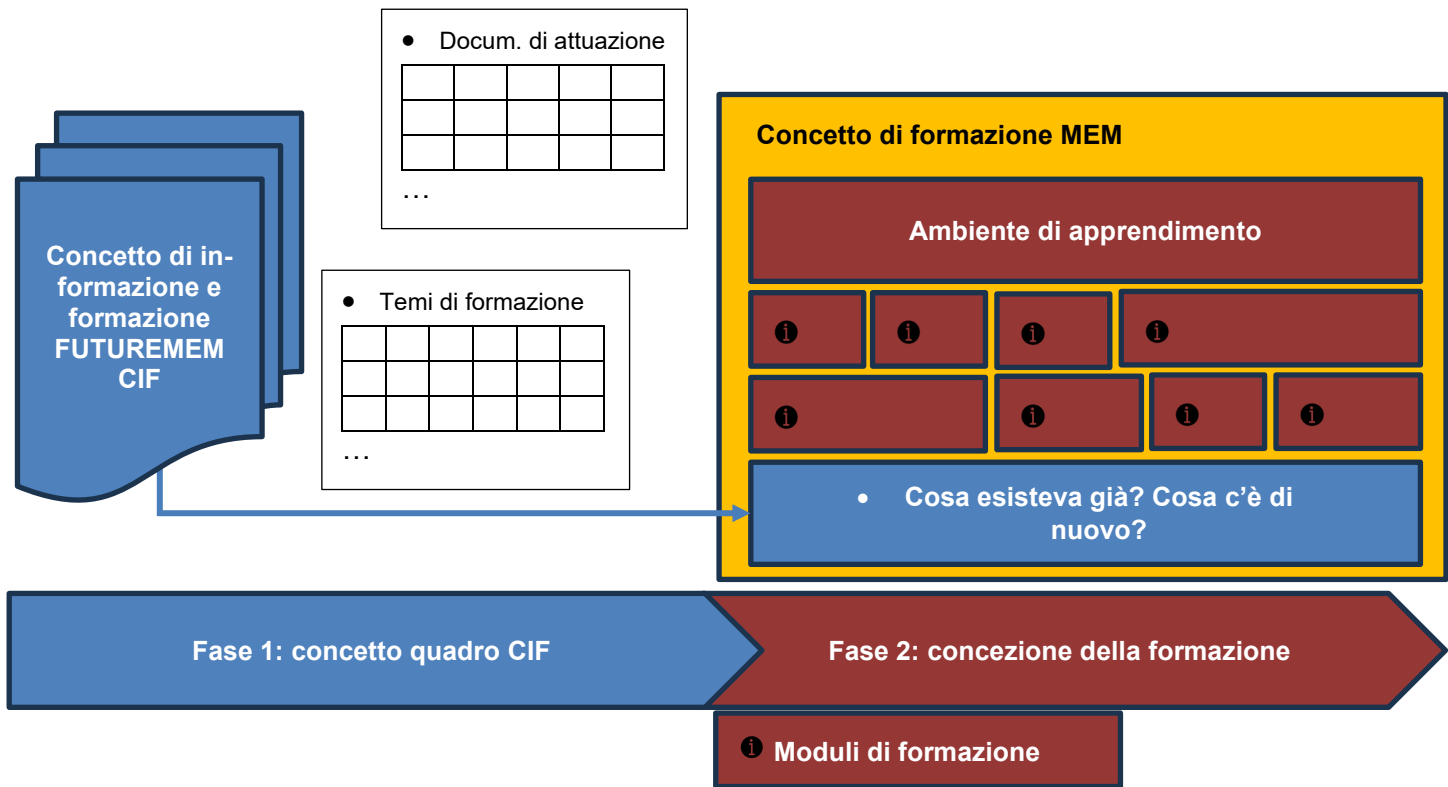 • Docum. di attuazione
…
Concetto di in-
formazione e
formazione
FUTUREMEM
CIF
• Temi di formazione
…
Concetto di formazione MEM
Ambiente di apprendimento
i
i
i
i
i
i
i
i
• Cosa esisteva già? Cosa c’è di
nuovo?
Fase 1: concetto quadro CIF
Fase 2: concezione della formazione
i Moduli di formazione